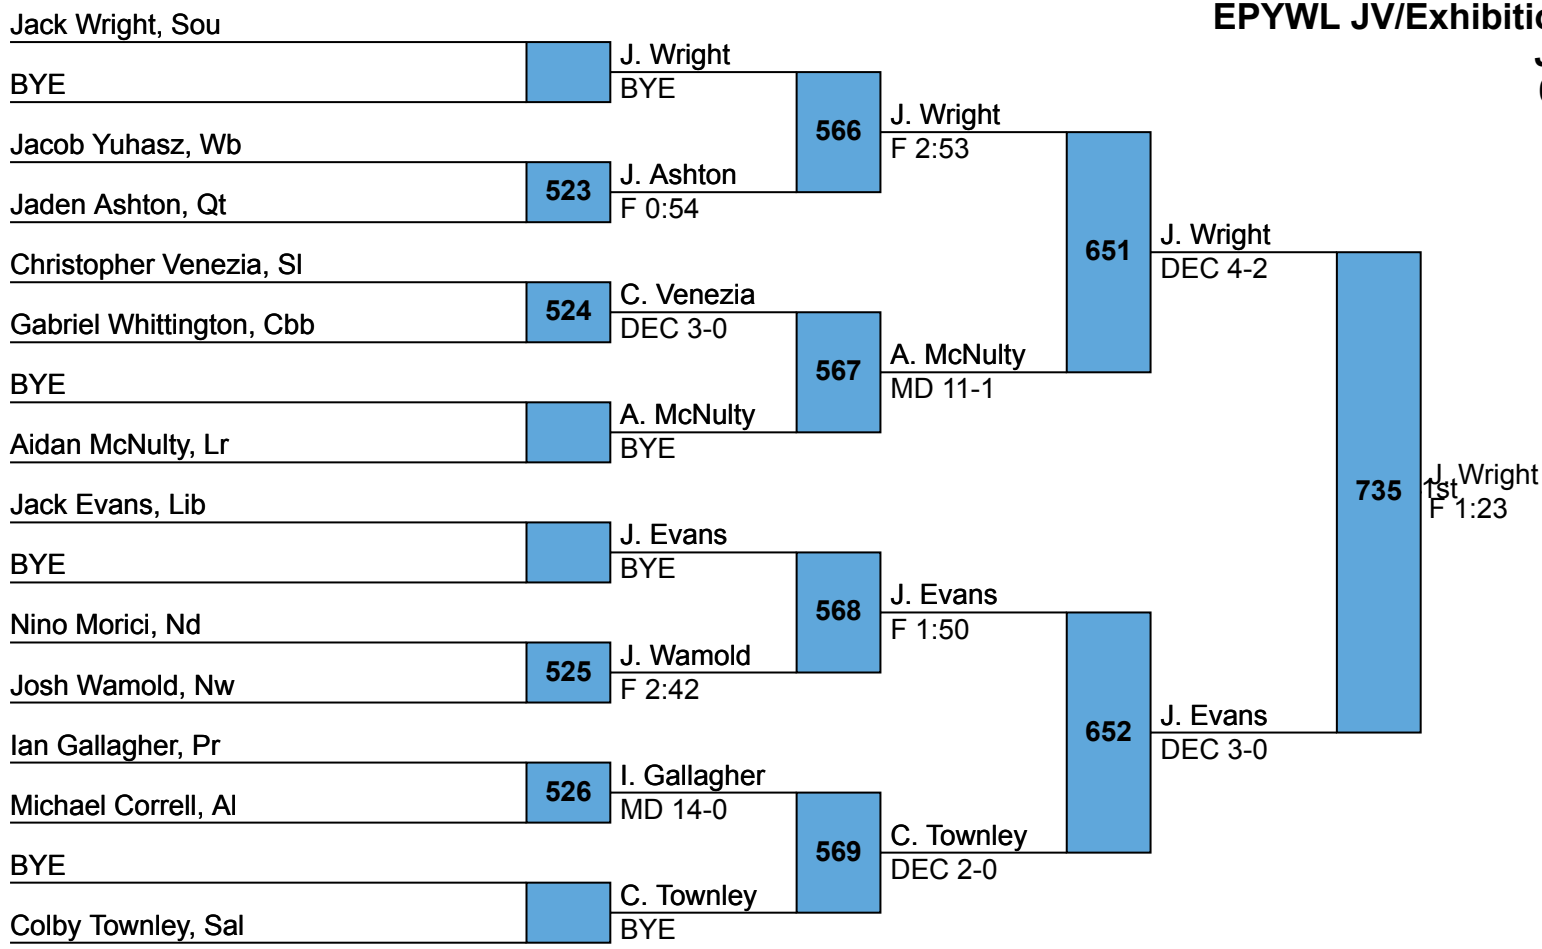 EPYWL JV/Exhibitio
Jack Wright, Sou
BYE
Jacob Yuhasz, Wb
Jaden Ashton, Qt
Christopher Venezia, Sl
Gabriel Whittington, Cbb
BYE
Aidan McNulty, Lr
Jack Evans, Lib
BYE
Nino Morici, Nd
Josh Wamold, Nw
Ian Gallagher, Pr
Michael Correll, Al
BYE
Colby Townley, Sal
523
524
525
526
J. Wright
BYE
J. Ashton
F 0:54
C. Venezia
DEC 3-0
A. McNulty
BYE
J. Evans
BYE
J. Wamold
F 2:42
I. Gallagher
MD 14-0
C. Townley
BYE
566
567
568
569
J. Wright
F 2:53
A. McNulty
MD 11-1
J. Evans
F 1:50
C. Townley
DEC 2-0
651
652
J. Wright
DEC 4-2
J. Evans
DEC 3-0
735
J. Wright
1st
F 1:23